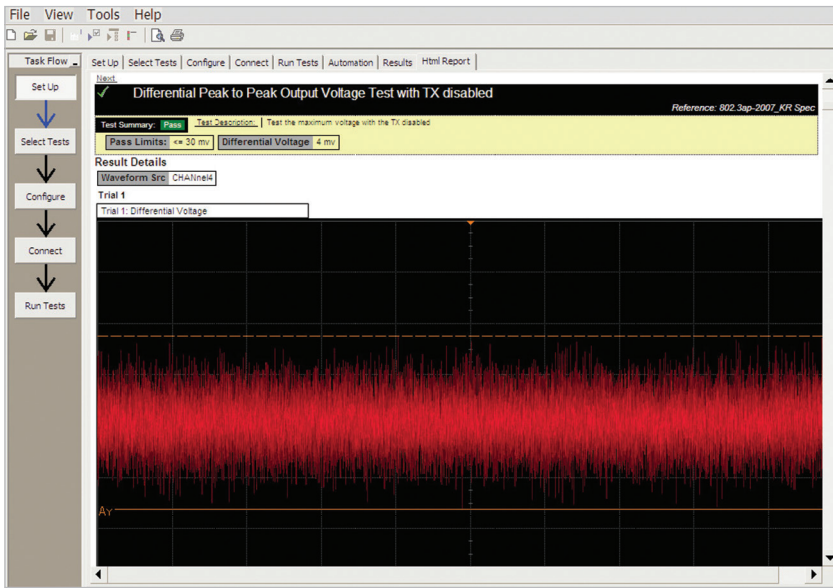 File View Tools Help
Task Flow
Set Up Select Tests Configure Connect Run Tests Automation Results Html Report
Set Up
Select Tests
Configure
Connect
Run Tests
Next
Differential Peak to Peak Output Voltage Test with TX disabled
Reference: 802.3ap-2007_KR Spec
Test Summary: Pass Test Description: Test the maximum voltage with the TX disabled
Pass Limits: <= 30 mv Differential Voltage 4 mv
Result Details
Waveform Src CHANnel4
Trial 1
Trial 1: Differential Voltage
AY